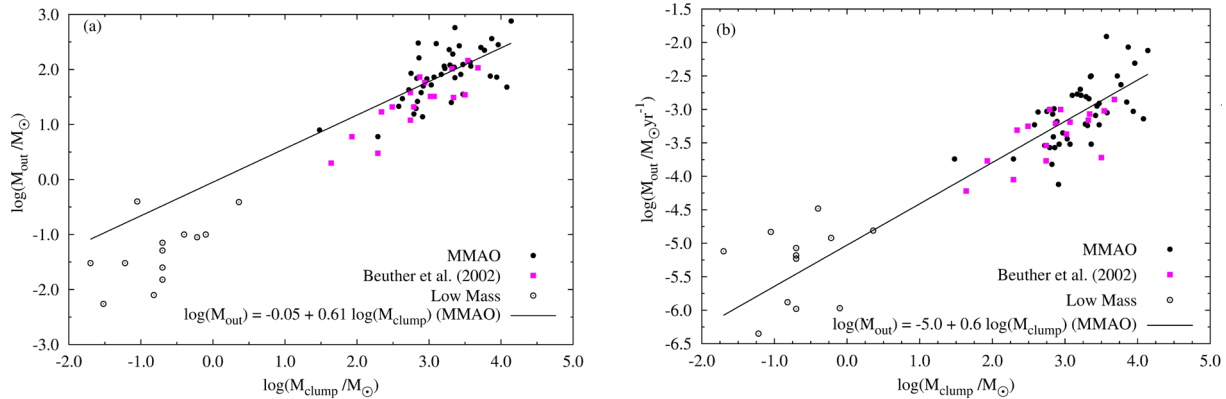 (a)
3.0
2.0
1.0
0.0
-1.0
-2.0
-3.0
log(M_out /M_⊙)
MMAO
Beuther et al. (2002)
Low Mass
log(M_out) = -0.05 + 0.61 log(M_clump) (MMAO)
-2.0 -1.0 0.0 1.0 2.0 3.0 4.0 5.0
log(M_clump /M_⊙)
(b)
-1.5
-2.0
-2.5
-3.0
-3.5
-4.0
-4.5
-5.0
-5.5
-6.0
-6.5
log(Ṁ_out /M_⊙yr⁻¹)
MMAO
Beuther et al. (2002)
Low Mass
log(Ṁ_out) = -5.0 + 0.6 log(M_clump) (MMAO)
-2.0 -1.0 0.0 1.0 2.0 3.0 4.0 5.0
log(M_clump /M_⊙)